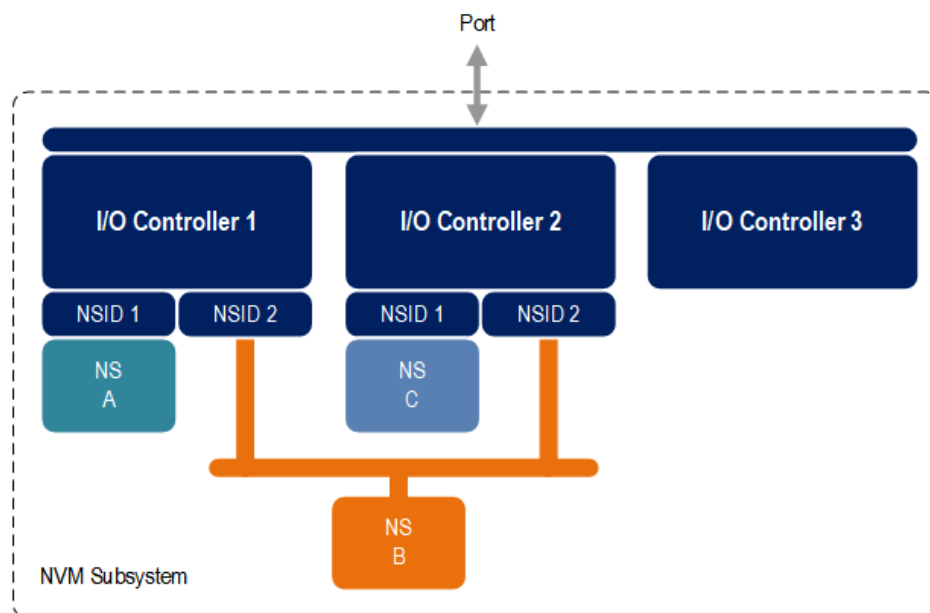 Port
I/O Controller 1
I/O Controller 2
I/O Controller 3
NSID 1
NSID 2
NSID 1
NSID 2
NS
A
NS
C
NS
B
NVM Subsystem